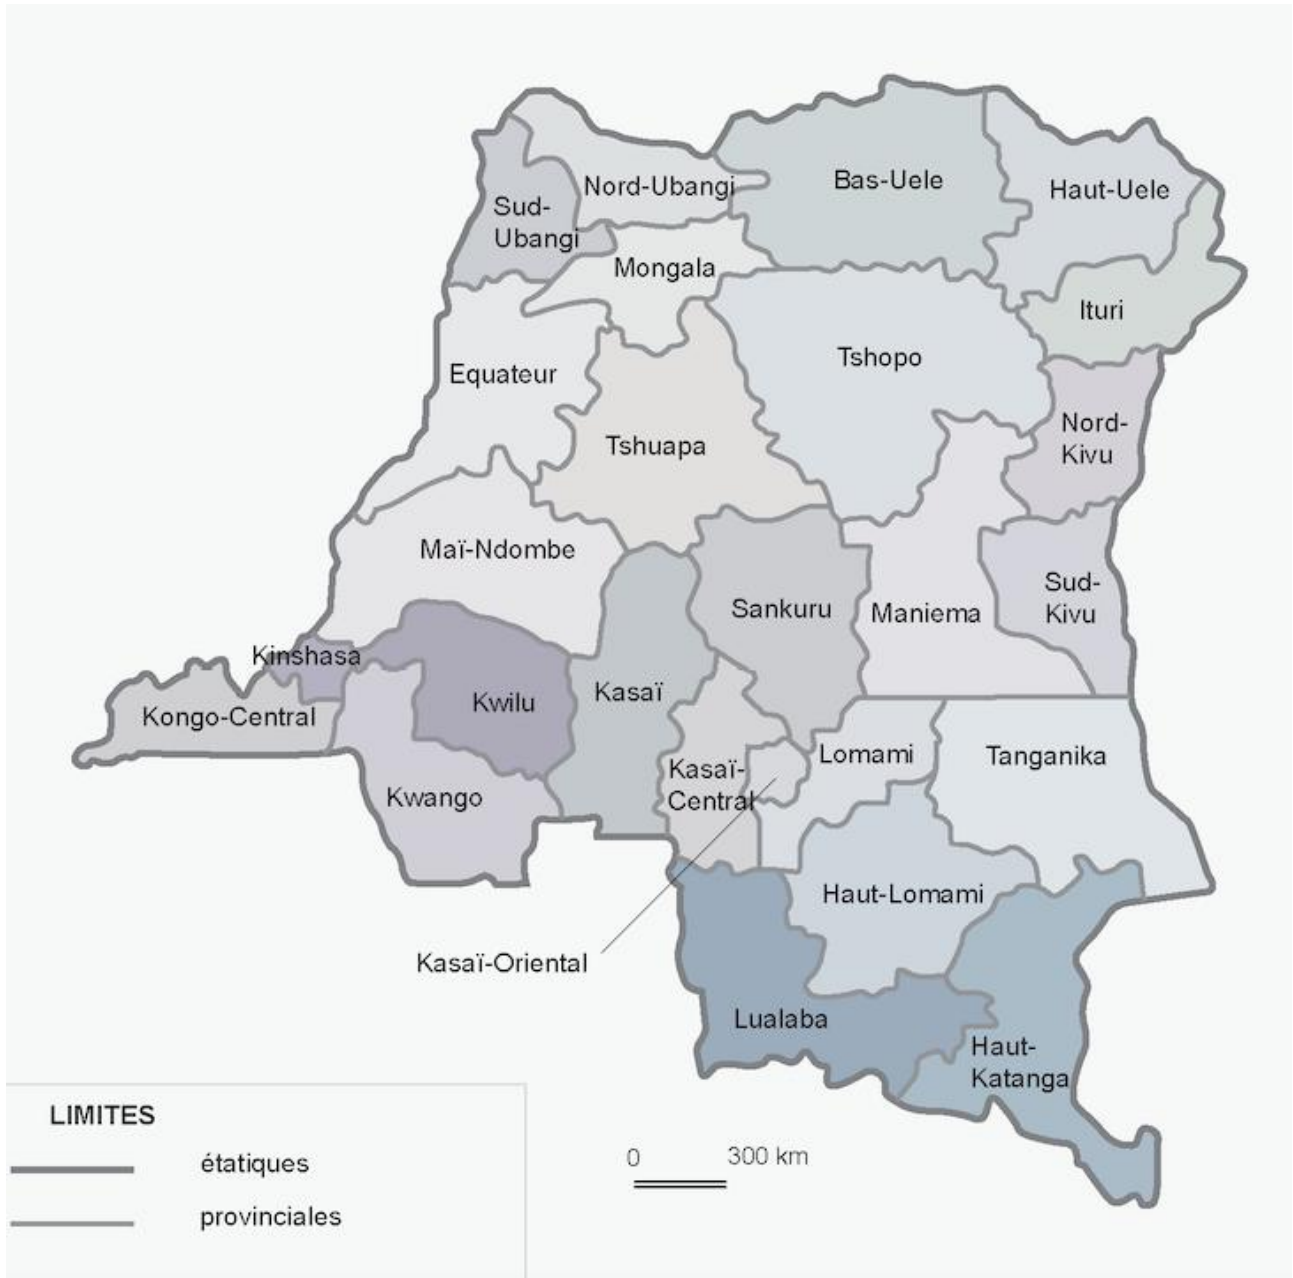 Nord-Ubangi
Bas-Uele
Haut-Uele
Sud-
Ubangi
Mongala
Ituri
Equateur
Tshopo
Tshuapa
Nord-
Kivu
Maï-Ndombe
Sankuru
Maniema
Sud-
Kivu
Kinshasa
Kongo-Central
Kwilu
Kasaï
Kwango
Kasaï-
Central
Lomami
Tanganika
Haut-Lomami
Kasaï-Oriental
Lualaba
Haut-
Katanga
LIMITES
étatiques
provinciales
0 300 km